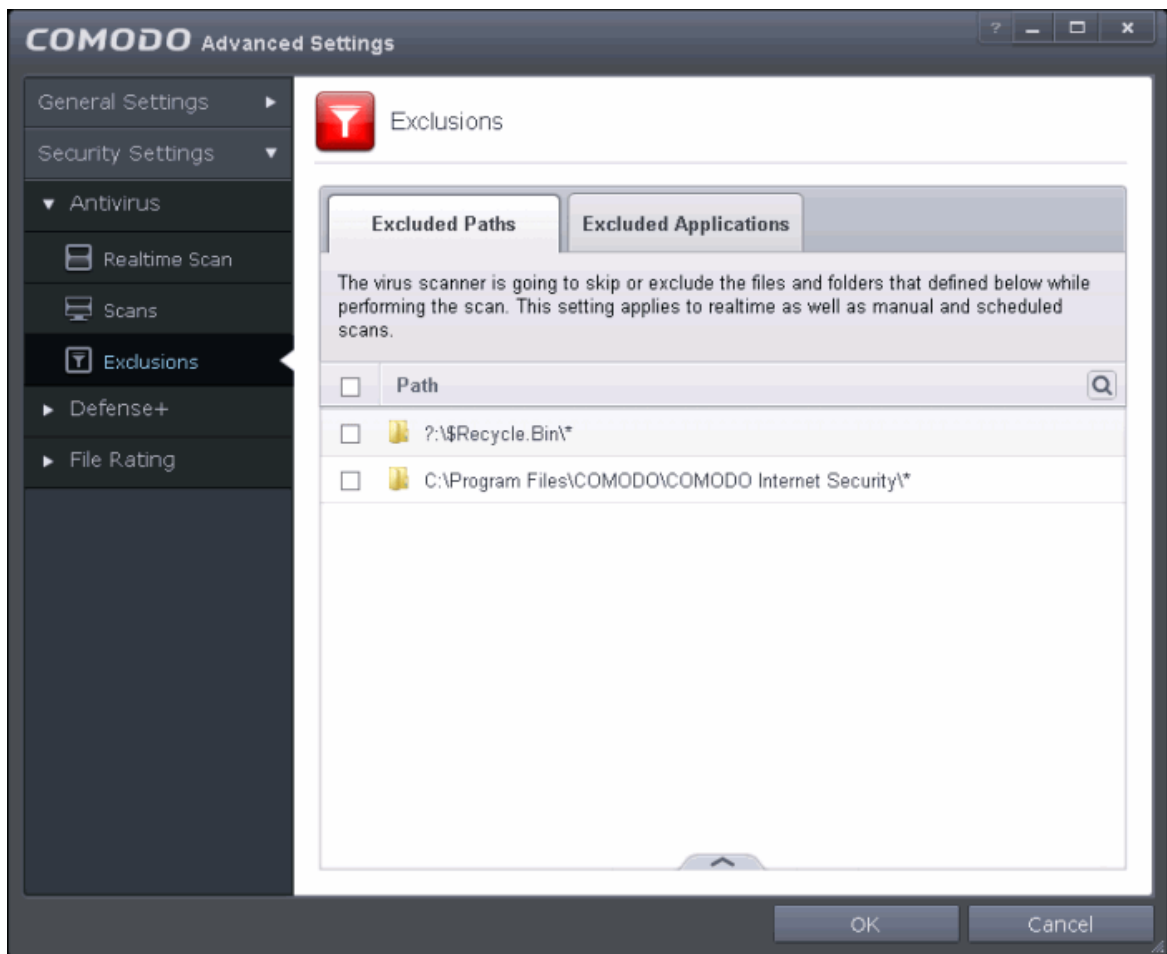 COMODO Advanced Settings
?
General Settings
Security Settings
Antivirus
Realtime Scan
Scans
Exclusions
Defense+
File Rating
Exclusions
Excluded Paths
Excluded Applications
The virus scanner is going to skip or exclude the files and folders that defined below while
performing the scan. This setting applies to realtime as well as manual and scheduled
scans.
Path
?:\$Recycle.Bin\*
C:\Program Files\COMODO\COMODO Internet Security\*
OK
Cancel